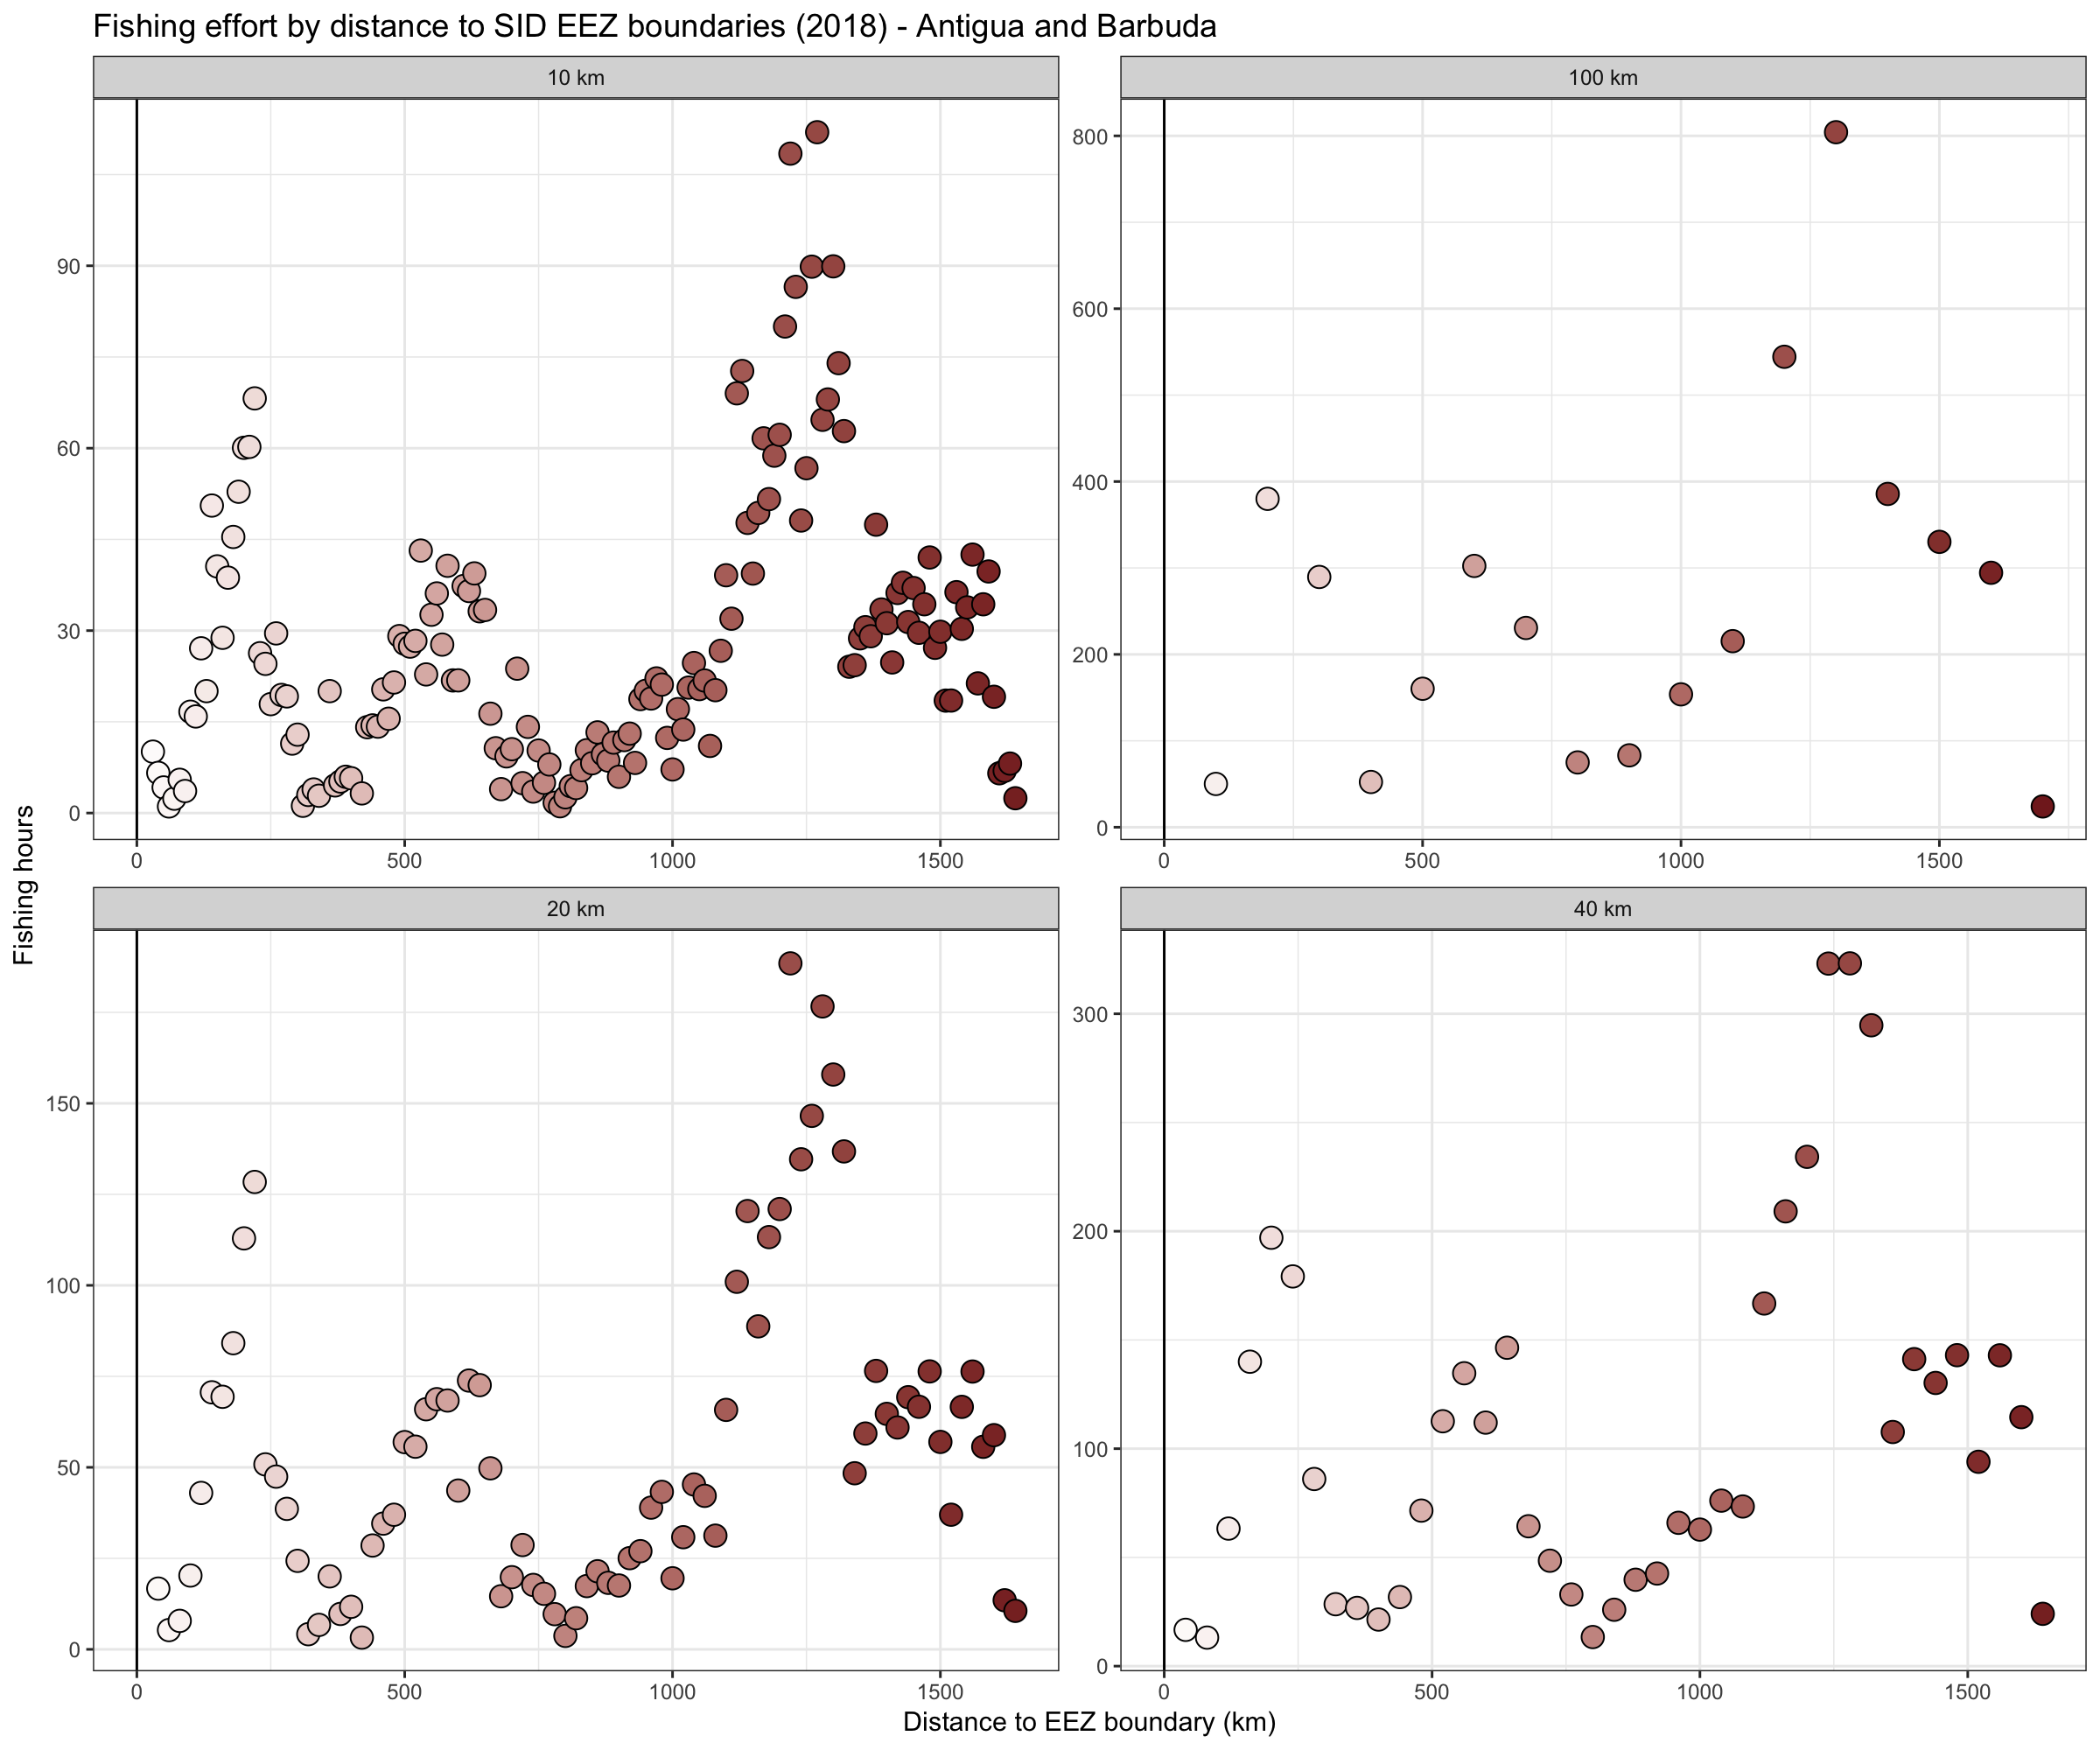 Fishing effort by distance to SID EEZ boundaries (2018) - Antigua and Barbuda
10 km
100 km
90
60
30
0
0 500 1000 1500
800
600
400
200
0
0 500 1000 1500
20 km
40 km
150
100
50
0
0 500 1000 1500
300
200
100
0
0 500 1000 1500
Fishing hours
Distance to EEZ boundary (km)